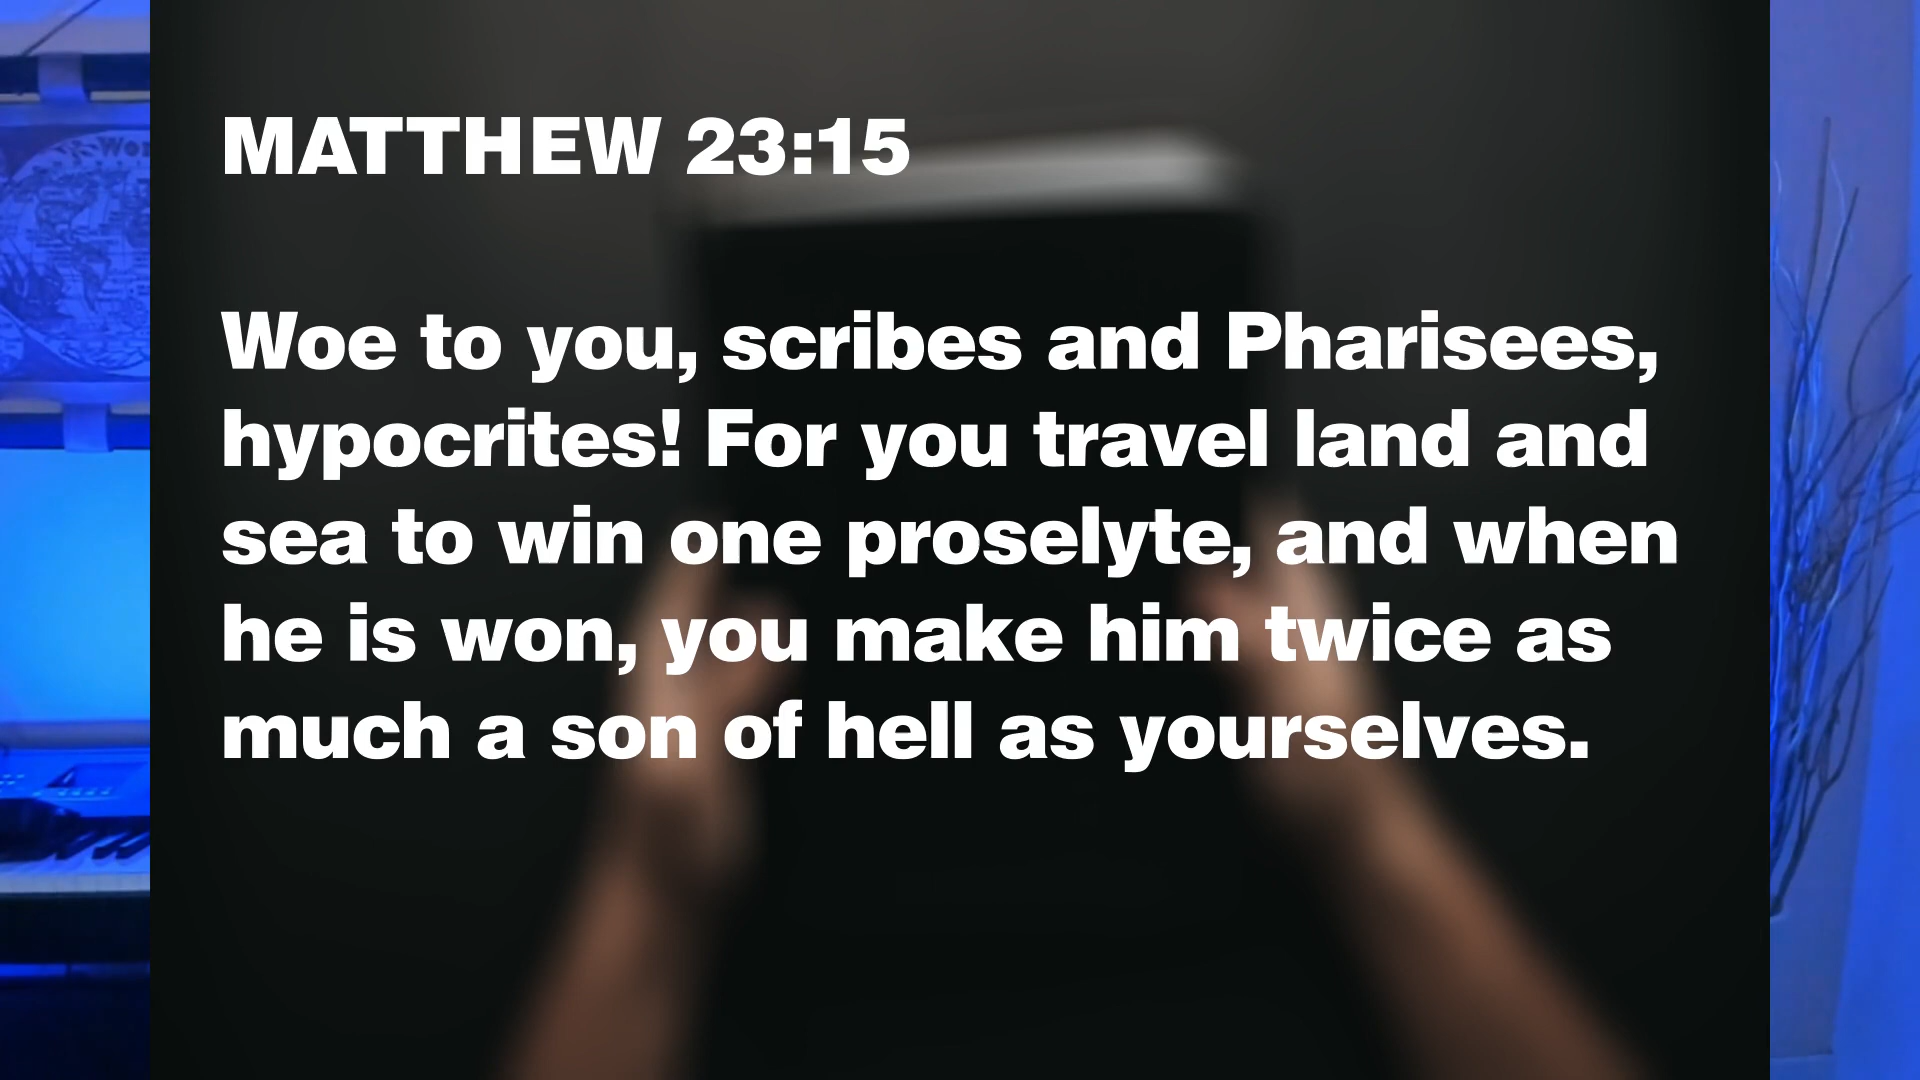 MATTHEW 23:15
Woe to you, scribes and Pharisees,
hypocrites! For you travel land and
sea to win one proselyte, and when
he is won, you make him twice as
much a son of hell as yourselves.